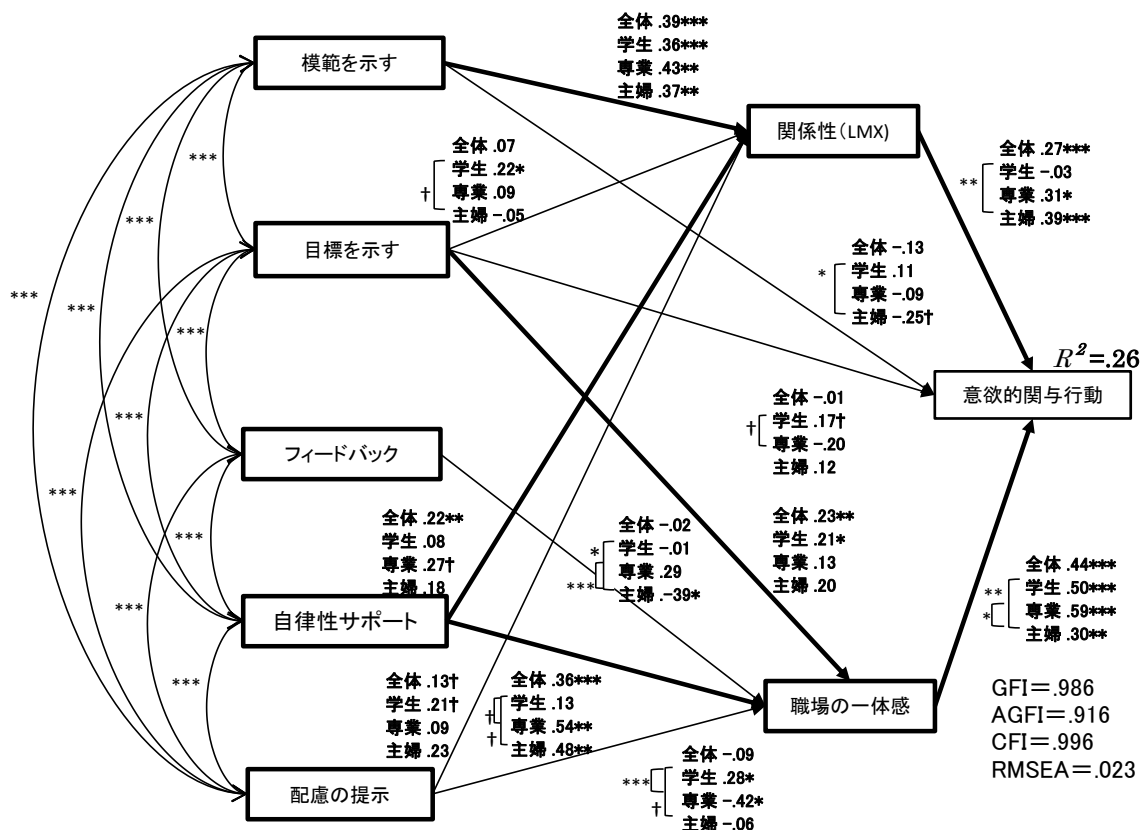 全体 .39***
学生 .36***
専業 .43**
主婦 .37**
模範を示す
関係性(LMX)
***
全体 .07
学生 .22*
専業 .09
主婦 -.05
†
全体 .27***
学生 -.03
専業 .31*
主婦 .39***
**
***
目標を示す
全体 -.13
学生 .11
専業 -.09
主婦 -.25†
*
***
***
***
R²=.26
意欲的関与行動
全体 -.01
学生 .17†
専業 -.20
主婦 .12
†
***
***
フィードバック
全体 .22**
学生 .08
専業 .27†
主婦 .18
全体 -.02
学生 -.01
専業 .29
主婦 .-39*
*
***
全体 .23**
学生 .21*
専業 .13
主婦 .20
***
***
自律性サポート
全体 .44***
学生 .50***
専業 .59***
主婦 .30**
**
*
***
全体 .13†
学生 .21†
専業 .09
主婦 .23
全体 .36***
学生 .13
専業 .54**
主婦 .48**
†
†
職場の一体感
GFI=.986
AGFI=.916
CFI=.996
RMSEA=.023
配慮の提示
全体 -.09
学生 .28*
専業 -.42*
主婦 -.06
***
†